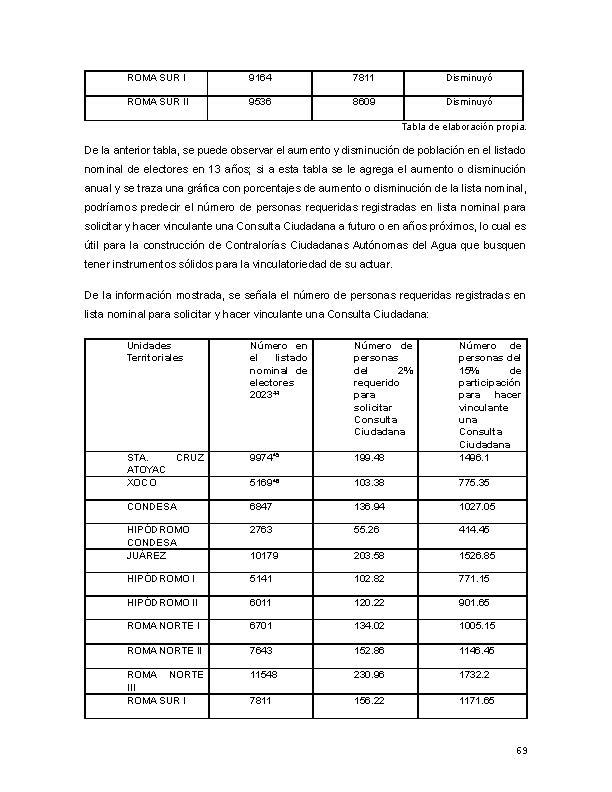 ROMA SUR I 9164 7811 Disminuyó
ROMA SUR II 9536 8609 Disminuyó
Tabla de elaboración propia.
De la anterior tabla, se puede observar el aumento y disminución de población en el listado
nominal de electores en 13 años; si a esta tabla se le agrega el aumento o disminución
anual y se traza una gráfica con porcentajes de aumento o disminución de la lista nominal,
podríamos predecir el número de personas requeridas registradas en lista nominal para
solicitar y hacer vinculante una Consulta Ciudadana a futuro o en años próximos, lo cual es
útil para la construcción de Contralorías Ciudadanas Autónomas del Agua que busquen
tener instrumentos sólidos para la vinculatoriedad de su actuar.
De la información mostrada, se señala el número de personas requeridas registradas en
lista nominal para solicitar y hacer vinculante una Consulta Ciudadana:
Unidades
Territoriales
Número en
el listado
nominal de
electores
2023⁴⁴
Número de
personas
del 2%
requerido
para
solicitar
Consulta
Ciudadana
Número de
personas del
15% de
participación
para hacer
vinculante
una
Consulta
Ciudadana
STA. CRUZ
ATOYAC
9974⁴⁵ 199.48 1496.1
XOCO 5169⁴⁶ 103.38 775.35
CONDESA 6847 136.94 1027.05
HIPÓDROMO
CONDESA
2763 55.26 414.45
JUÁREZ 10179 203.58 1526.85
HIPÓDROMO I 5141 102.82 771.15
HIPÓDROMO II 6011 120.22 901.65
ROMA NORTE I 6701 134.02 1005.15
ROMA NORTE II 7643 152.86 1146.45
ROMA NORTE
III
11548 230.96 1732.2
ROMA SUR I 7811 156.22 1171.65
69